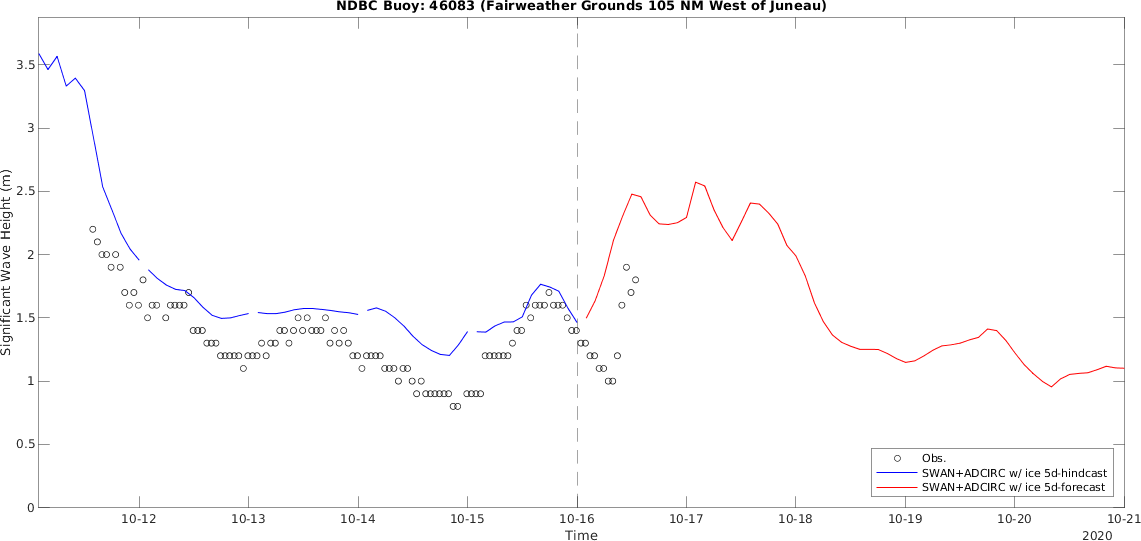 NDBC Buoy: 46083 (Fairweather Grounds 105 NM West of Juneau)
Significant Wave Height (m)
3.5
3
2.5
2
1.5
1
0.5
0
Obs.
SWAN+ADCIRC w/ ice 5d-hindcast
SWAN+ADCIRC w/ ice 5d-forecast
10-12 10-13 10-14 10-15 10-16 10-17 10-18 10-19 10-20 10-21
Time
2020